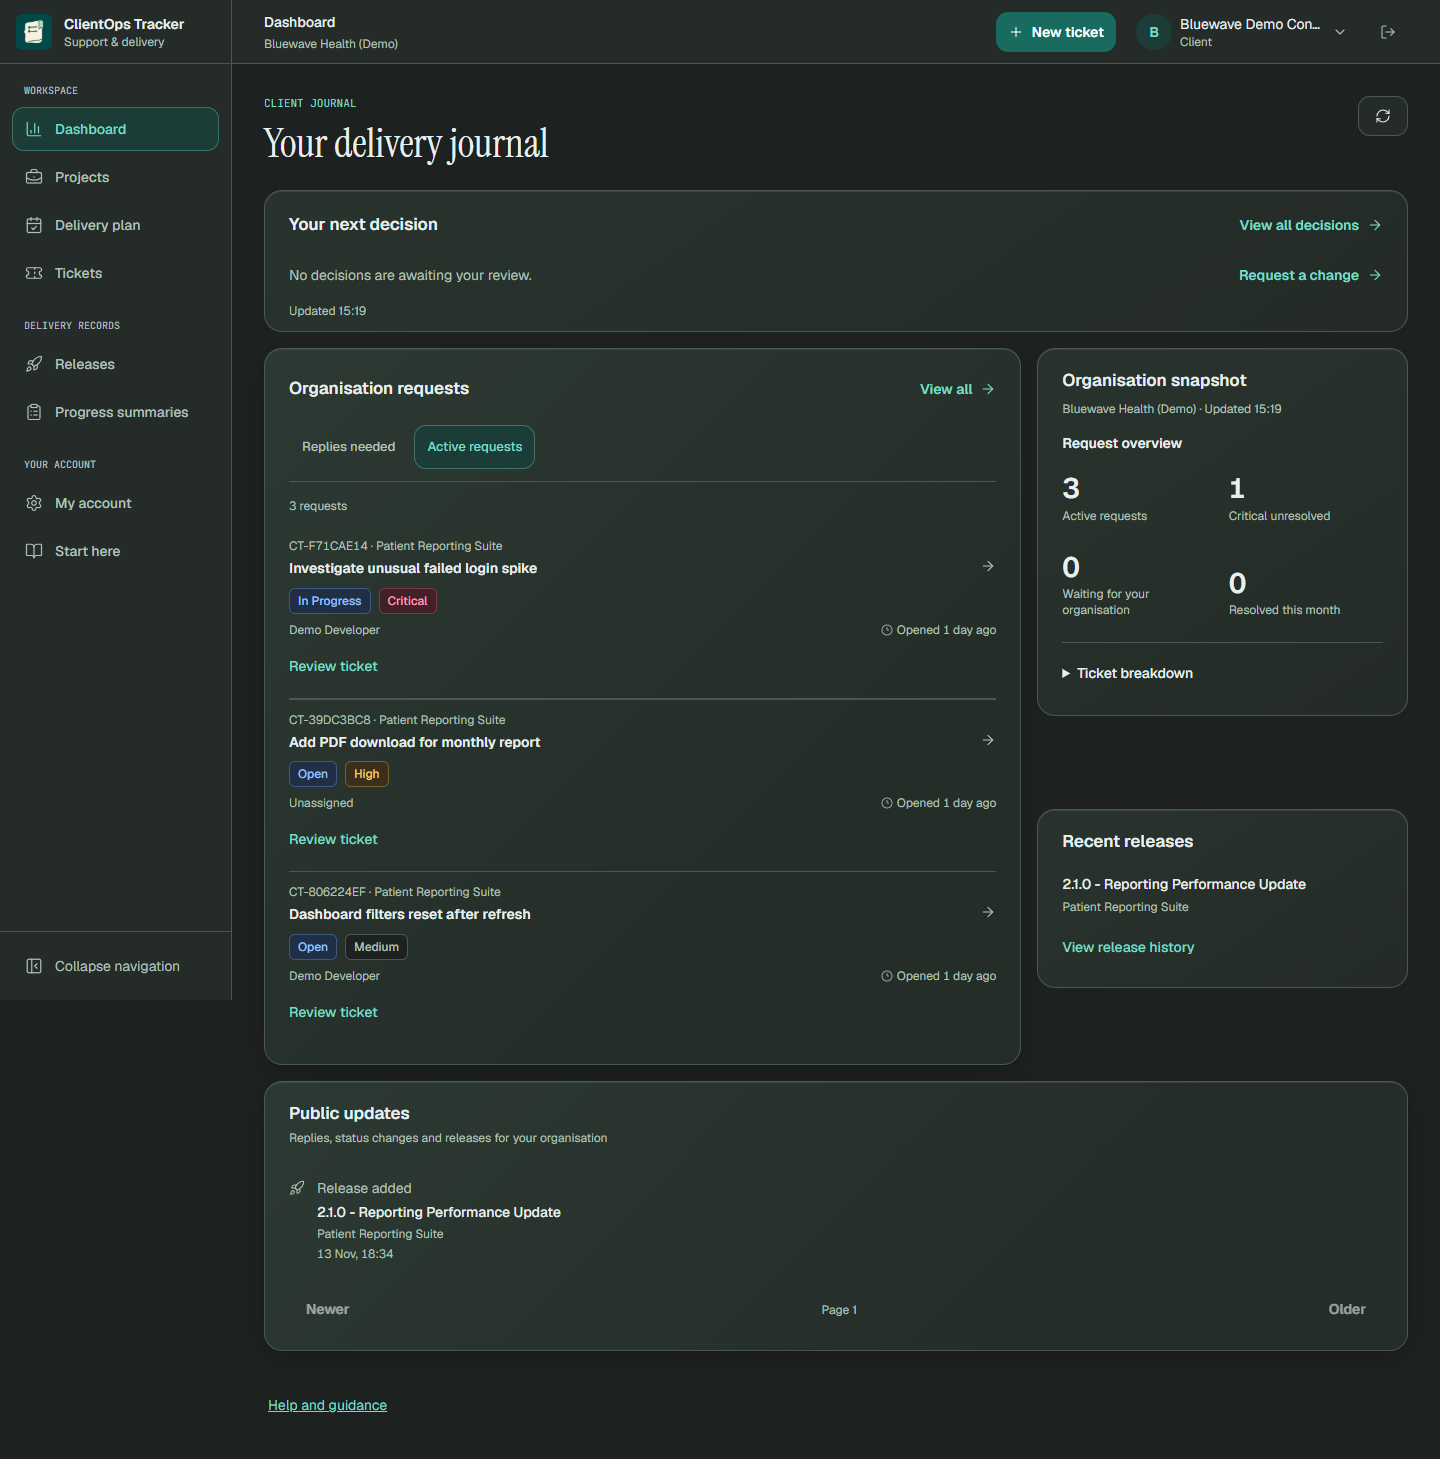 ClientOps Tracker
Support & delivery
Dashboard
Bluewave Health (Demo)
New ticket
B
Bluewave Demo Con...
Client
WORKSPACE
Dashboard
Projects
Delivery plan
Tickets
DELIVERY RECORDS
Releases
Progress summaries
YOUR ACCOUNT
My account
Start here
Collapse navigation
CLIENT JOURNAL
Your delivery journal
Your next decision
View all decisions
No decisions are awaiting your review.
Request a change
Updated 15:19
Organisation requests
View all
Replies needed
Active requests
3 requests
CT-F71CAE14 · Patient Reporting Suite
Investigate unusual failed login spike
In Progress
Critical
Demo Developer
Opened 1 day ago
Review ticket
CT-39DC3BC8 · Patient Reporting Suite
Add PDF download for monthly report
Open
High
Unassigned
Opened 1 day ago
Review ticket
CT-806224EF · Patient Reporting Suite
Dashboard filters reset after refresh
Open
Medium
Demo Developer
Opened 1 day ago
Review ticket
Organisation snapshot
Bluewave Health (Demo) · Updated 15:19
Request overview
3
Active requests
1
Critical unresolved
0
Waiting for your
organisation
0
Resolved this month
Ticket breakdown
Recent releases
2.1.0 - Reporting Performance Update
Patient Reporting Suite
View release history
Public updates
Replies, status changes and releases for your organisation
Release added
2.1.0 - Reporting Performance Update
Patient Reporting Suite
13 Nov, 18:34
Newer
Page 1
Older
Help and guidance